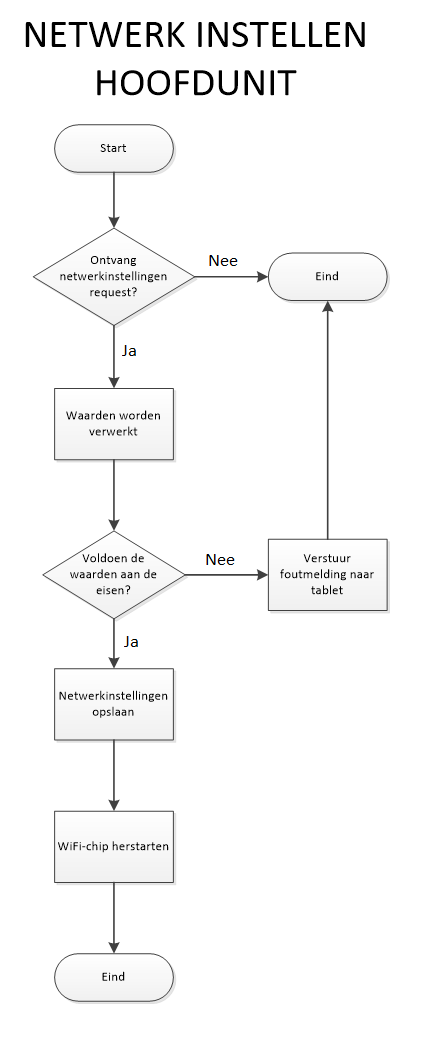 NETWERK INSTELLEN
HOOFDUNIT
Start
Ontvang
netwerkinstellingen
request?
Nee
Eind
Ja
Waarden worden
verwerkt
Voldoen de
waarden aan de
eisen?
Nee
Verstuur
foutmelding naar
tablet
Ja
Netwerkinstellingen
opslaan
WiFi-chip herstarten
Eind